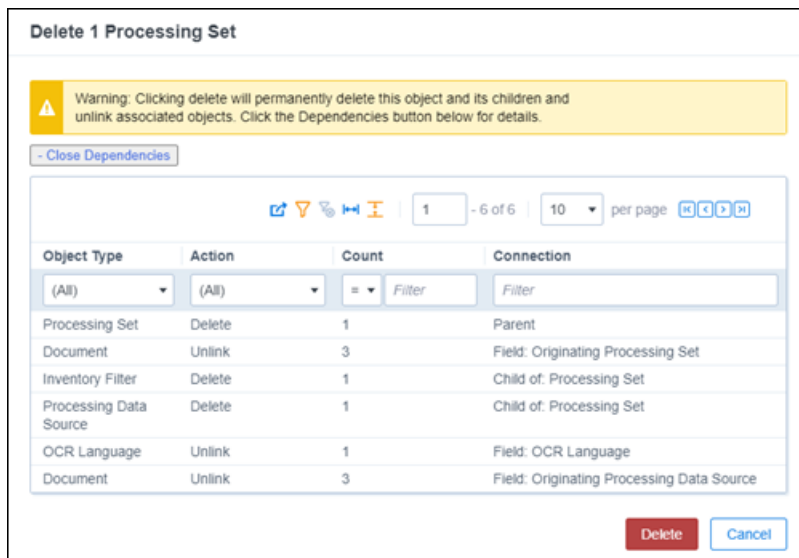 Delete 1 Processing Set
Warning: Clicking delete will permanently delete this object and its children and
unlink associated objects. Click the Dependencies button below for details.
- Close Dependencies
1 - 6 of 6 10 per page
Object Type Action Count Connection
(All) (All) = Filter Filter
Processing Set Delete 1 Parent
Document Unlink 3 Field: Originating Processing Set
Inventory Filter Delete 1 Child of: Processing Set
Processing Data Delete 1 Child of: Processing Set
Source
OCR Language Unlink 1 Field: OCR Language
Document Unlink 3 Field: Originating Processing Data Source
Delete Cancel